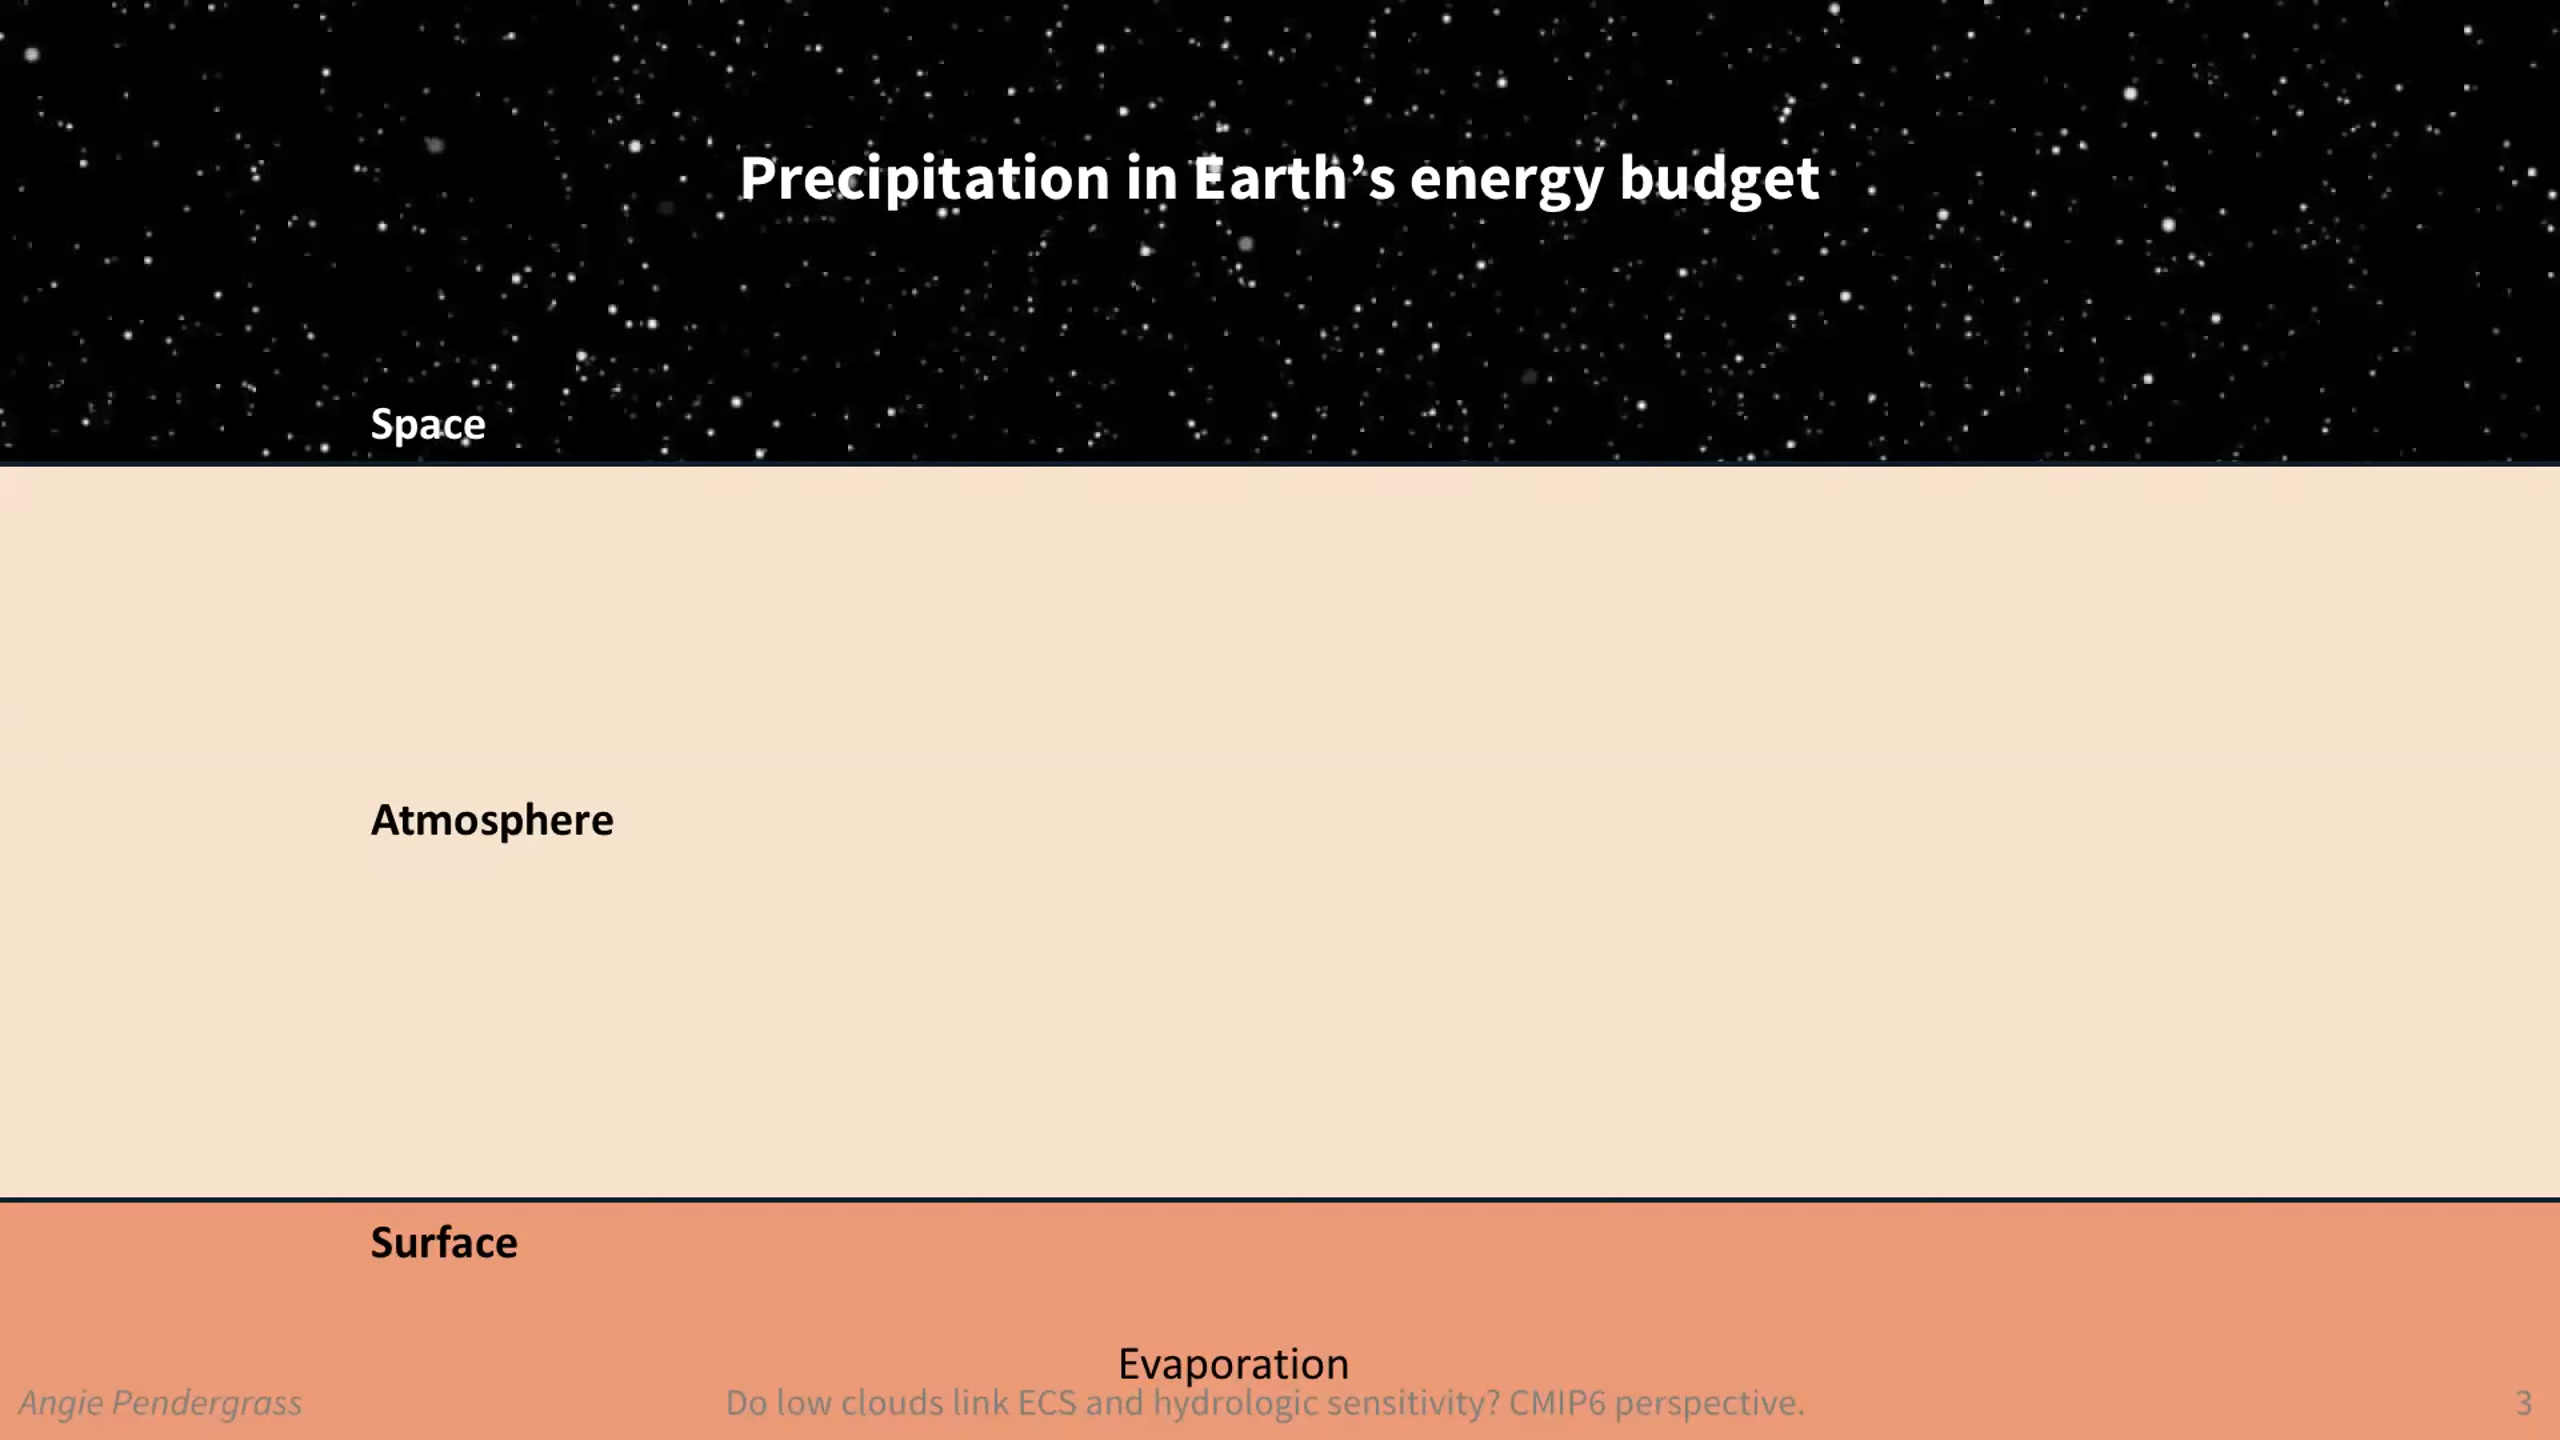 Precipitation in Earth’s energy budget
Space
Atmosphere
Surface
Evaporation
Angie Pendergrass
Do low clouds link ECS and hydrologic sensitivity? CMIP6 perspective.
3